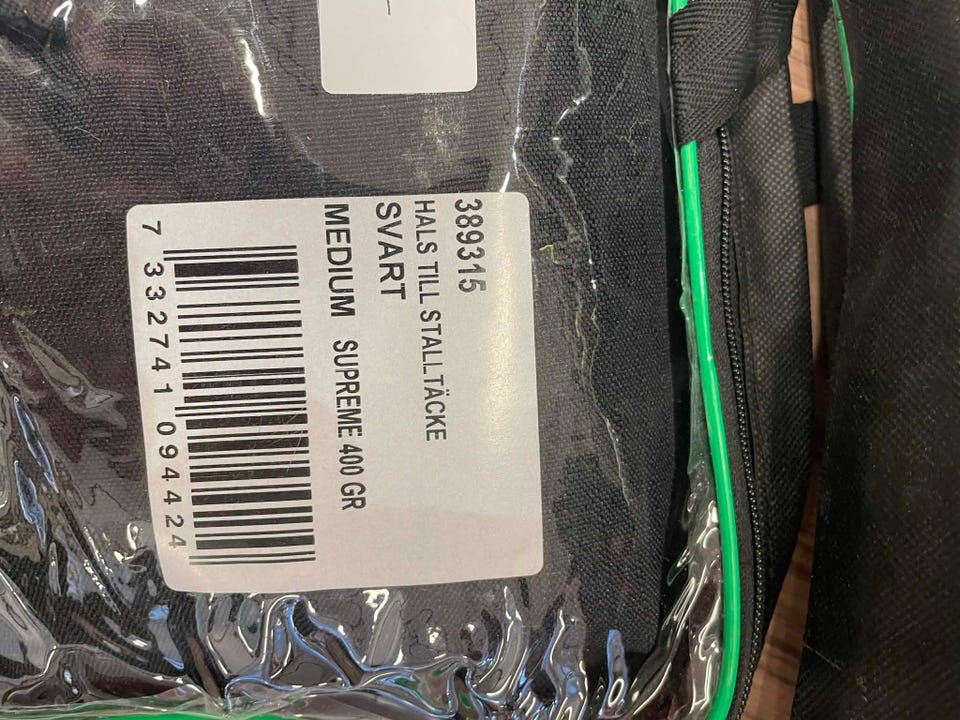 389315
HALS TILL STALLTÄCKE
SVART
MEDIUM SUPREME 400 GR
7 332741 094424